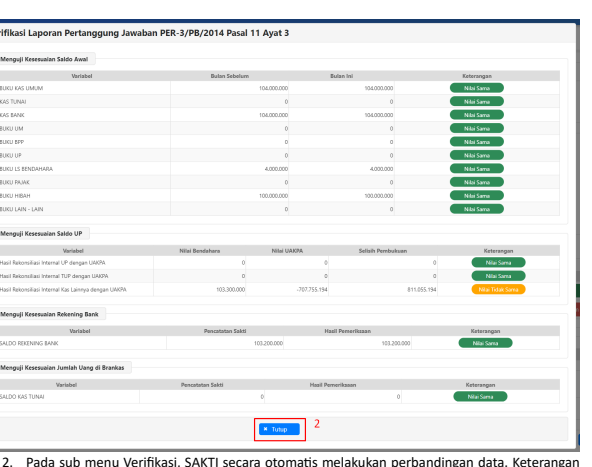 rifikasi Laporan Pertanggung Jawaban PER-3/PB/2014 Pasal 11 Ayat 3
Menguji Kesesuaian Saldo Awal
Variabel Bulan Sebelum Bulan Ini Keterangan
BUKU KAS UMUM 104.000.000 104.000.000 Nilai Sama
KAS TUNAI 0 0 Nilai Sama
KAS BANK 104.000.000 104.000.000 Nilai Sama
BUKU UM 0 0 Nilai Sama
BUKU BPP 0 0 Nilai Sama
BUKU UP 0 0 Nilai Sama
BUKU LS BENDAHARA 4.000.000 4.000.000 Nilai Sama
BUKU PAJAK 0 0 Nilai Sama
BUKU HIBAH 100.000.000 100.000.000 Nilai Sama
BUKU LAIN - LAIN 0 0 Nilai Sama
Menguji Kesesuaian Saldo UP
Variabel Nilai Bendahara Nilai UAKPA Selisih Pembukuan Keterangan
Hasil Rekonsiliasi Internal UP dengan UAKPA 0 0 0 Nilai Sama
Hasil Rekonsiliasi Internal TUP dengan UAKPA 0 0 0 Nilai Sama
Hasil Rekonsiliasi Internal Kas Lainnya dengan UAKPA 103.300.000 -707.755.194 811.055.194 Nilai Tidak Sama
Menguji Kesesuaian Rekening Bank
Variabel Pencatatan Sakti Hasil Pemeriksaan Keterangan
SALDO REKENING BANK 103.200.000 103.200.000 Nilai Sama
Menguji Kesesuaian Jumlah Uang di Brankas
Variabel Pencatatan Sakti Hasil Pemeriksaan Keterangan
SALDO KAS TUNAI 0 0 Nilai Sama
× Tutup 2
2. Pada sub menu Verifikasi, SAKTI secara otomatis melakukan perbandingan data. Keterangan